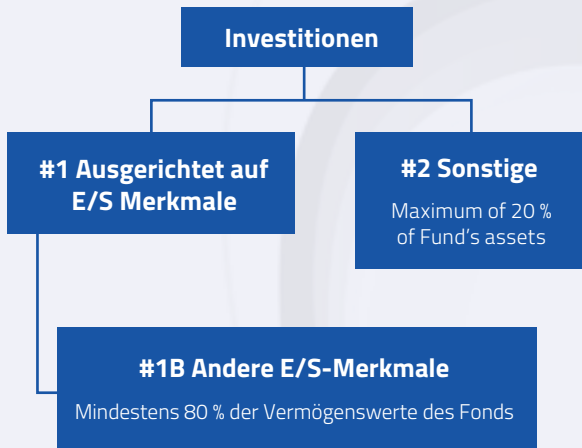 Investitionen
#1 Ausgerichtet auf
E/S Merkmale
#2 Sonstige
Maximum of 20 %
of Fund's assets
#1B Andere E/S-Merkmale
Mindestens 80 % der Vermögenswerte des Fonds